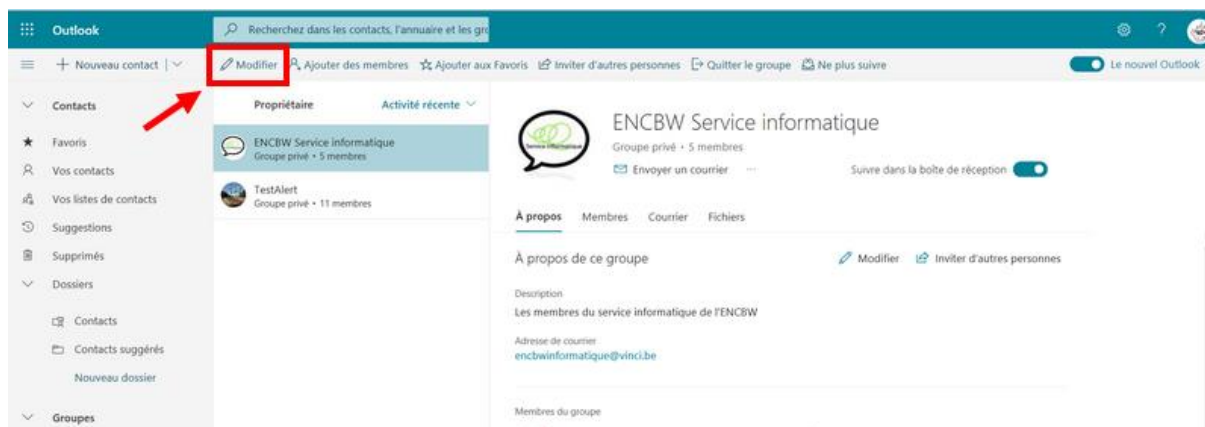 Outlook
Recherchez dans les contacts, l'annuaire et les gro
Nouveau contact
Modifier
Ajouter des membres
Ajouter aux Favoris
Inviter d'autres personnes
Quitter le groupe
Ne plus suivre
Le nouvel Outlook
Contacts
Favoris
Vos contacts
Vos listes de contacts
Suggestions
Supprimés
Dossiers
Contacts
Contacts suggérés
Nouveau dossier
Groupes
Propriétaire
Activité récente
ENCBW Service informatique
Groupe privé • 5 membres
TestAlert
Groupe privé • 11 membres
Service informatique
ENCBW Service informatique
Groupe privé • 5 membres
Envoyer un courrier
Suivre dans la boîte de réception
À propos
Membres
Courrier
Fichiers
À propos de ce groupe
Modifier
Inviter d'autres personnes
Description
Les membres du service informatique de l'ENCBW
Adresse de courrier
encbwinformatique@vinci.be
Membres du groupe